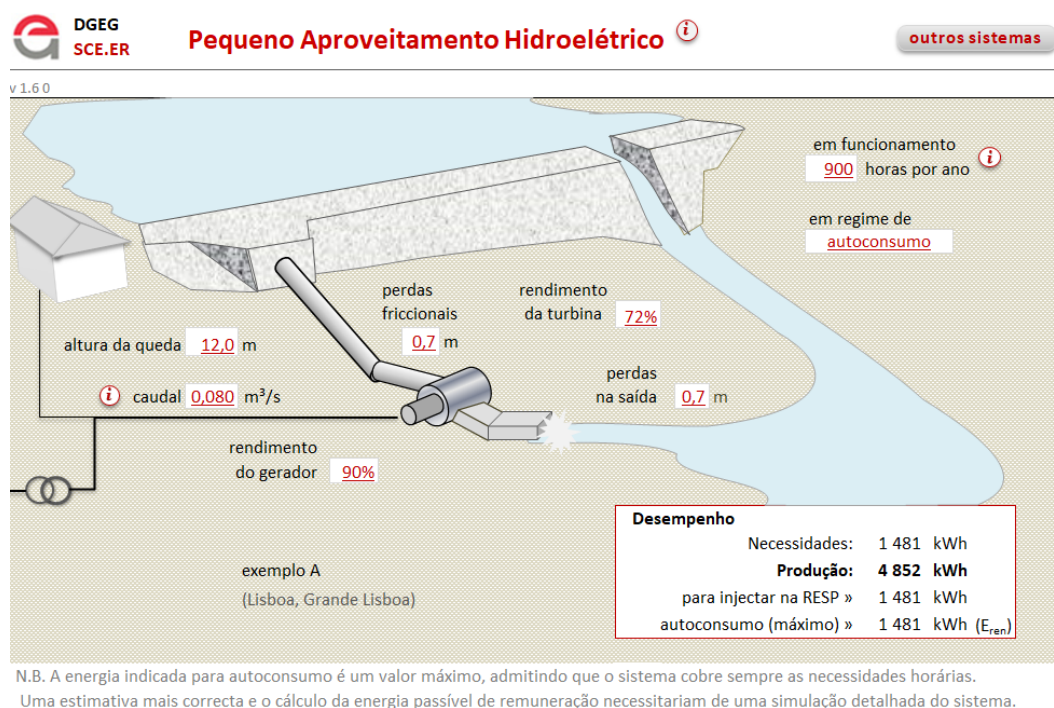 DGEG
SCE.ER
Pequeno Aproveitamento Hidroelétrico i
outros sistemas
v 1.6 0
em funcionamento i
900 horas por ano
em regime de
autoconsumo
perdas
friccionais
0,7 m
rendimento
da turbina 72%
altura da queda 12,0 m
i caudal 0,080 m³/s
perdas
na saída 0,7 m
rendimento
do gerador 90%
exemplo A
(Lisboa, Grande Lisboa)
Desempenho
Necessidades: 1 481 kWh
Produção: 4 852 kWh
para injectar na RESP » 1 481 kWh
autoconsumo (máximo) » 1 481 kWh (Eren)
N.B. A energia indicada para autoconsumo é um valor máximo, admitindo que o sistema cobre sempre as necessidades horárias.
Uma estimativa mais correcta e o cálculo da energia passível de remuneração necessitariam de uma simulação detalhada do sistema.